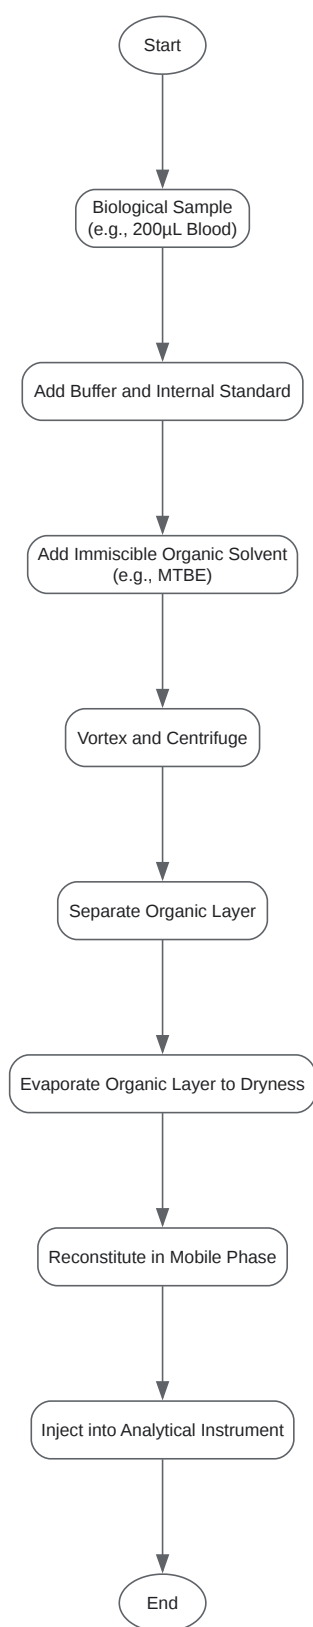 Start
Biological Sample
(e.g., 200µL Blood)
Add Buffer and Internal Standard
Add Immiscible Organic Solvent
(e.g., MTBE)
Vortex and Centrifuge
Separate Organic Layer
Evaporate Organic Layer to Dryness
Reconstitute in Mobile Phase
Inject into Analytical Instrument
End